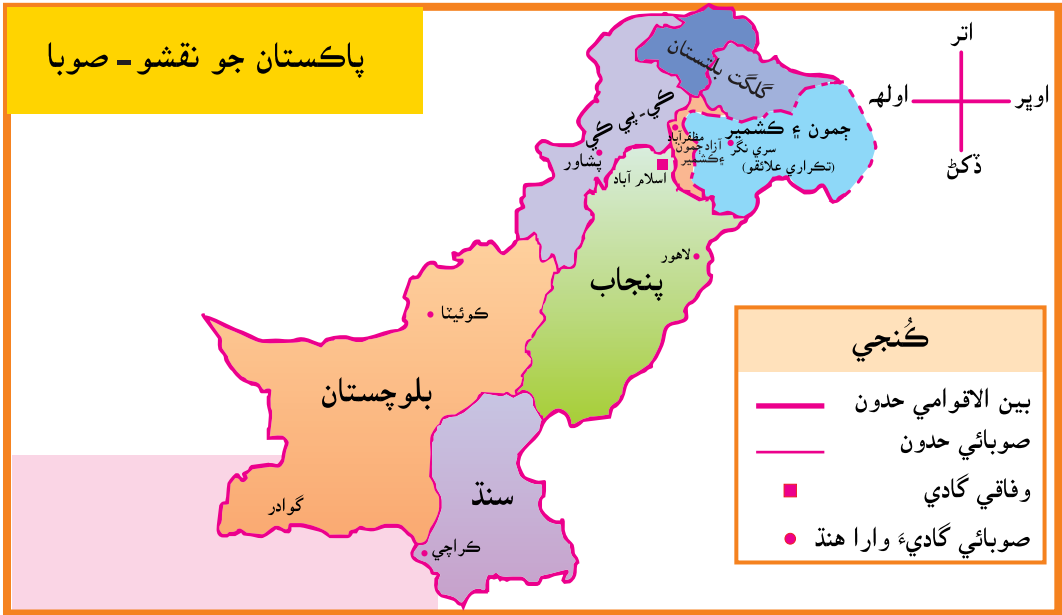 پاڪستان جو نقشو - صوبا
اتر
اولهه
اوڀر
ڏکڻ
گلگت بلتستان
ڪي-پي ڪي
ڄمون ۽ ڪشمير
سري نگر
(تڪراري علائقو)
مظفرآباد
آزاد ڄمون
۽ڪشمير
پشاور
اسلام آباد
لاهور
پنجاب
ڪوئيٽا
بلوچستان
گوادر
سنڌ
ڪراچي
ڪُنجي
بين الاقوامي حدون
صوبائي حدون
وفاقي گادي
صوبائي گاديءَ وارا هنڌ